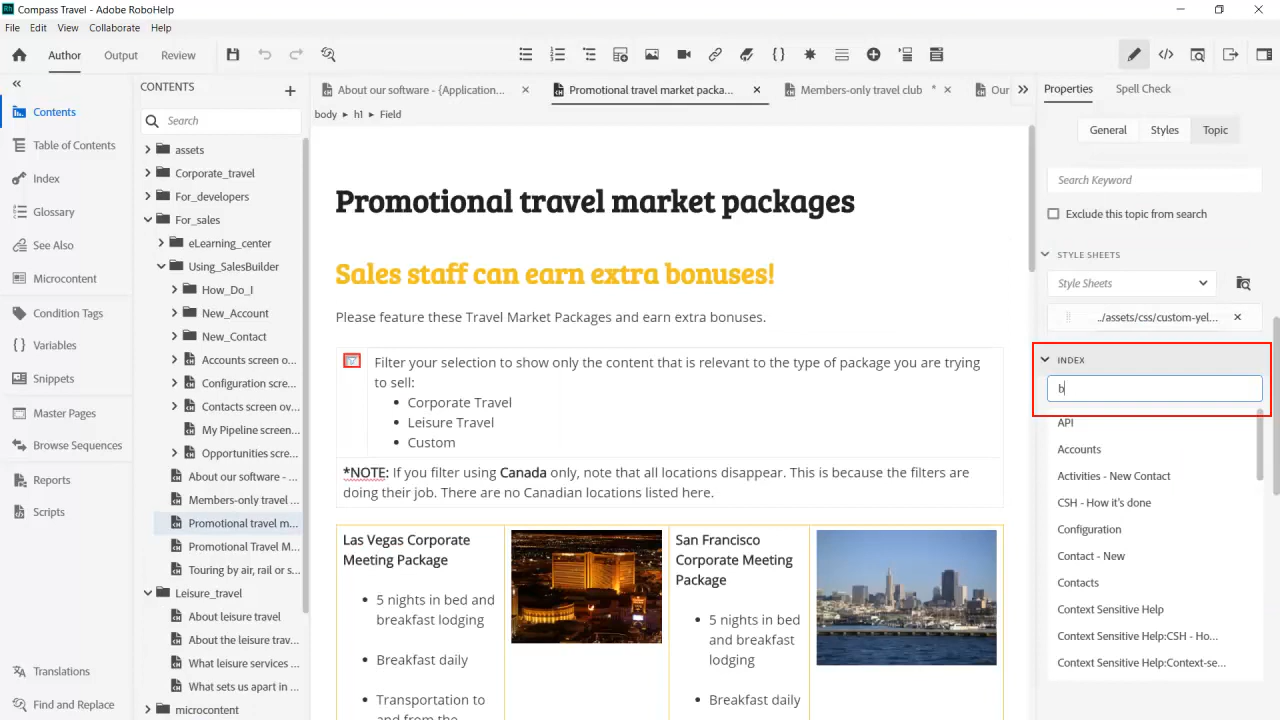 Rh Compass Travel - Adobe RoboHelp
File Edit View Collaborate Help
Author Output Review
Contents
Table of Contents
Index
Glossary
See Also
Microcontent
Condition Tags
Variables
Snippets
Master Pages
Browse Sequences
Reports
Scripts
Translations
Find and Replace
CONTENTS
Search
assets
Corporate_travel
For_developers
For_sales
eLearning_center
Using_SalesBuilder
How_Do_I
New_Account
New_Contact
Accounts screen o...
Configuration scre...
Contacts screen ov...
My Pipeline screen...
Opportunities scre...
About our software - ...
Members-only travel ...
Promotional travel m...
Promotional Travel M...
Touring by air, rail or s...
Leisure_travel
About leisure travel
About the leisure trav...
What leisure services ...
What sets us apart in ...
microcontent
About our software - {Application... Promotional travel market packa... Members-only travel club * Our
body h1 Field
Promotional travel market packages
Sales staff can earn extra bonuses!
Please feature these Travel Market Packages and earn extra bonuses.
Filter your selection to show only the content that is relevant to the type of package you are trying
to sell:
Corporate Travel
Leisure Travel
Custom
*NOTE: If you filter using Canada only, note that all locations disappear. This is because the filters are
doing their job. There are no Canadian locations listed here.
Las Vegas Corporate
Meeting Package
5 nights in bed and
breakfast lodging
Breakfast daily
Transportation to
and from the
San Francisco
Corporate Meeting
Package
5 nights in bed
and breakfast
lodging
Breakfast daily
Properties Spell Check
General Styles Topic
Search Keyword
Exclude this topic from search
STYLE SHEETS
Style Sheets
../assets/css/custom-yel...
INDEX
b
API
Accounts
Activities - New Contact
CSH - How it's done
Configuration
Contact - New
Contacts
Context Sensitive Help
Context Sensitive Help:CSH - Ho...
Context Sensitive Help:Context-se...